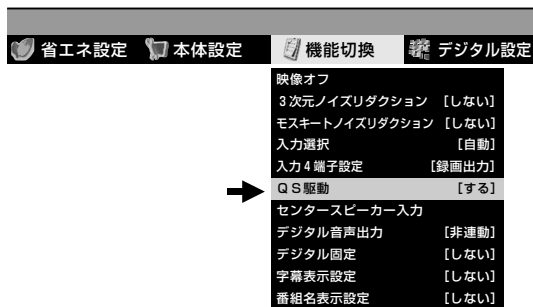 省エネ設定 本体設定 機能切換 デジタル設定
映像オフ
3次元ノイズリダクション [しない]
モスキートノイズリダクション [しない]
入力選択 [自動]
入力4端子設定 [録画出力]
QS駆動 [する]
センタースピーカー入力
デジタル音声出力 [非連動]
デジタル固定 [しない]
字幕表示設定 [しない]
番組名表示設定 [しない]